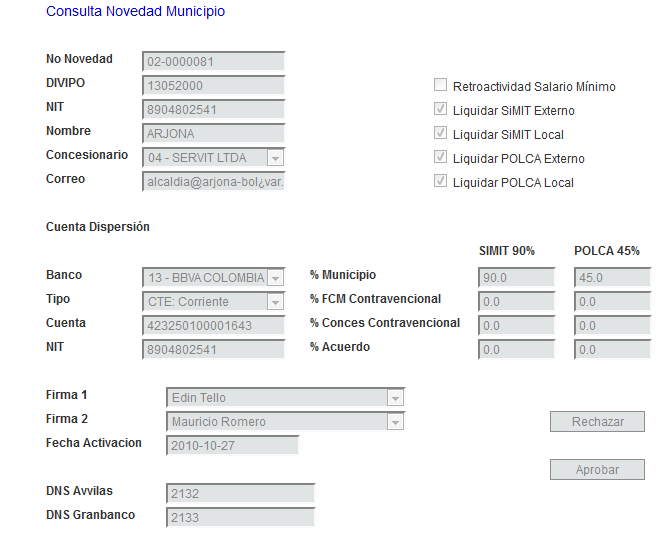 Consulta Novedad Municipio
No Novedad 02-0000081
DIVIPO 13052000
Retroactividad Salario Mínimo
NIT 8904802541
Liquidar SiMIT Externo
Nombre ARJONA
Liquidar SiMIT Local
Concesionario 04 - SERVIT LTDA
Liquidar POLCA Externo
Correo alcaldia@arjona-bol¿var.
Liquidar POLCA Local
Cuenta Dispersión
SIMIT 90% POLCA 45%
Banco 13 - BBVA COLOMBIA % Municipio 90.0 45.0
Tipo CTE: Corriente % FCM Contravencional 0.0 0.0
Cuenta 423250100001643 % Conces Contravencional 0.0 0.0
NIT 8904802541 % Acuerdo 0.0 0.0
Firma 1 Edin Tello
Firma 2 Mauricio Romero Rechazar
Fecha Activacion 2010-10-27
Aprobar
DNS Avvilas 2132
DNS Granbanco 2133